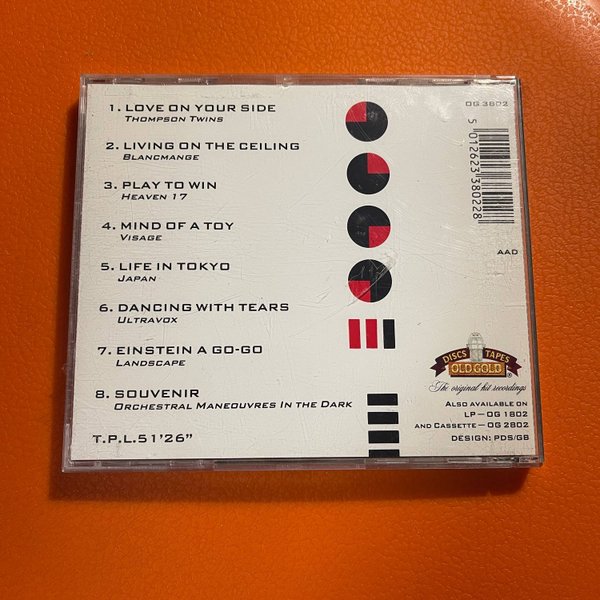 1. LOVE ON YOUR SIDE
THOMPSON TWINS
2. LIVING ON THE CEILING
BLANCMANGE
3. PLAY TO WIN
HEAVEN 17
4. MIND OF A TOY
VISAGE
5. LIFE IN TOKYO
JAPAN
6. DANCING WITH TEARS
ULTRAVOX
7. EINSTEIN A GO-GO
LANDSCAPE
8. SOUVENIR
ORCHESTRAL MANEOUVRES IN THE DARK
T.P.L.51'26"
OG 3802
5 012623 380228
AAD
DISCS TAPES
OLD GOLD ®
The original hit recordings
ALSO AVAILABLE ON
LP—OG 1802
AND CASSETTE—OG 2802
DESIGN: PDS/GB